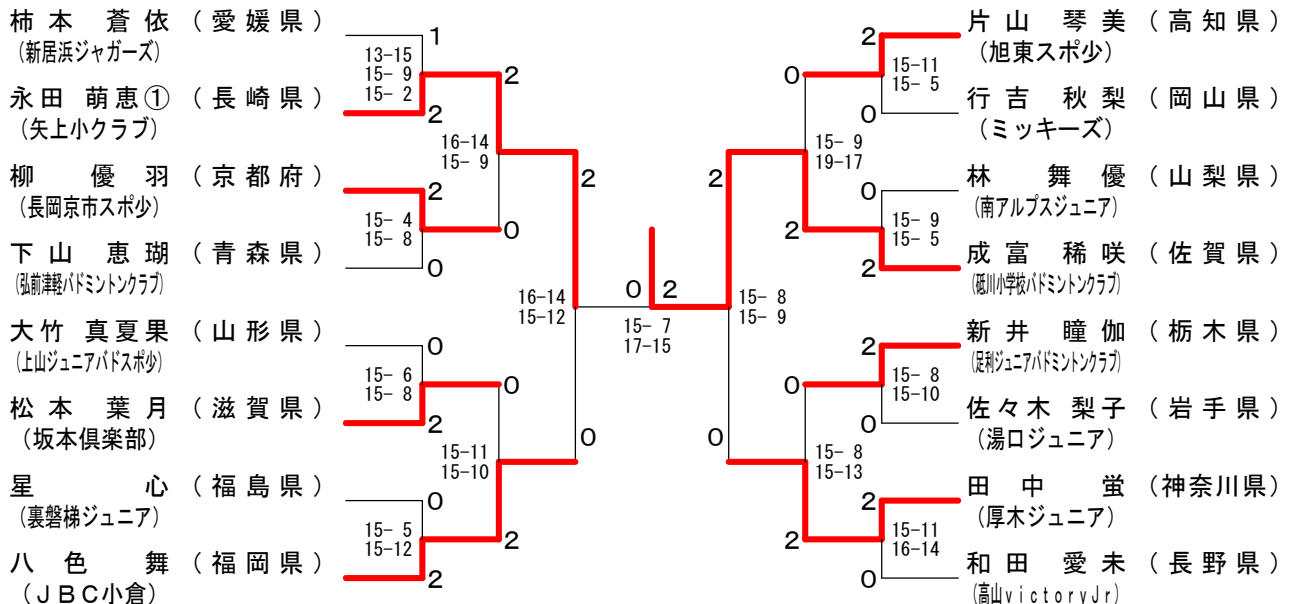 柿本 蒼依 (愛媛県)
(新居浜ジャガーズ)
永田 萌恵① (長崎県)
(矢上小クラブ)
柳 優羽 (京都府)
(長岡京市スポ少)
下山 恵瑚 (青森県)
(弘前津軽バドミントンクラブ)
大竹 真夏果 (山形県)
(上山ジュニアバドスポ少)
松本 葉月 (滋賀県)
(坂本倶楽部)
星 心 (福島県)
(裏磐梯ジュニア)
八色 舞 (福岡県)
(JBC小倉)
1
13-15
15- 9
15- 2
2
2
15- 4
15- 8
0
0
15- 6
15- 8
2
0
15- 5
15-12
2
2
16-14
15- 9
0
0
15-11
15-10
2
2
16-14
15-12
0
0 2
15- 7
17-15
2
15- 8
15- 9
0
0
15- 9
19-17
2
0
15- 8
15-13
2
2
15-11
15- 5
0
0
15- 9
15- 5
2
2
15- 8
15-10
0
2
15-11
16-14
0
片山 琴美 (高知県)
(旭東スポ少)
行吉 秋梨 (岡山県)
(ミッキーズ)
林 舞優 (山梨県)
(南アルプスジュニア)
成富 稀咲 (佐賀県)
(砥川小学校バドミントンクラブ)
新井 瞳伽 (栃木県)
(足利ジュニアバドミントンクラブ)
佐々木 梨子 (岩手県)
(湯口ジュニア)
田中 蛍 (神奈川県)
(厚木ジュニア)
和田 愛未 (長野県)
(高山victoryJr)